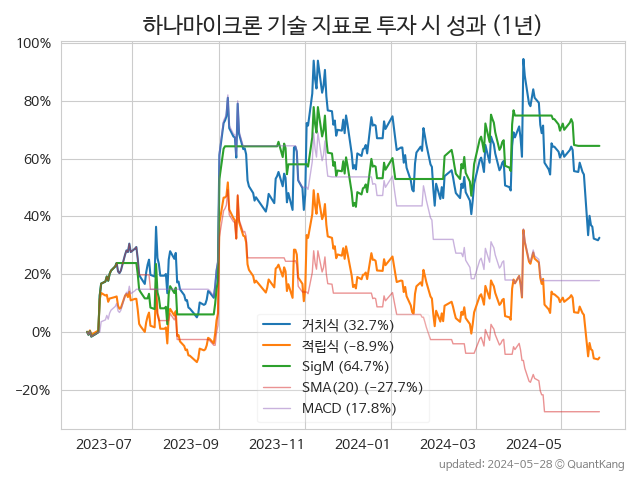 하나마이크론 기술 지표로 투자 시 성과 (1년)
100%
80%
60%
40%
20%
0%
−20%
거치식 (32.7%)
적립식 (−8.9%)
SigM (64.7%)
SMA(20) (−27.7%)
MACD (17.8%)
2023-07
2023-09
2023-11
2024-01
2024-03
2024-05
updated: 2024-05-28 © QuantKang